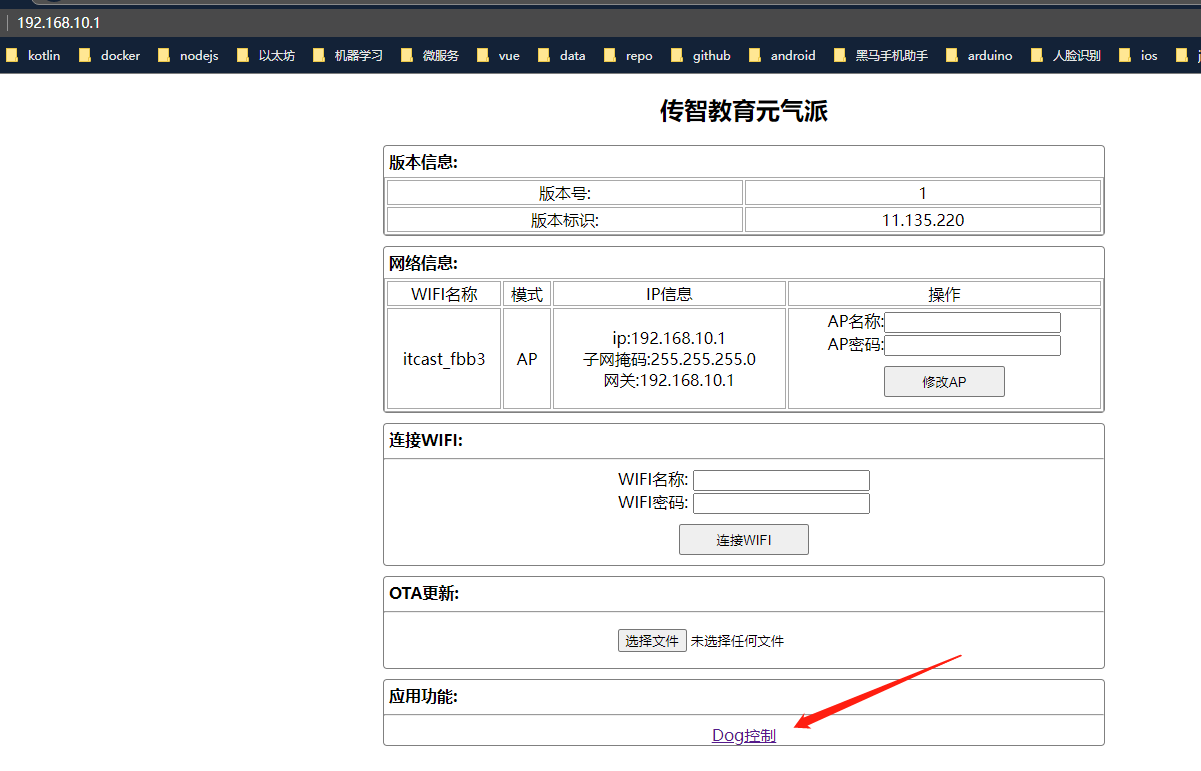 192.168.10.1
kotlin docker nodejs 以太坊 机器学习 微服务 vue data repo github android 黑马手机助手 arduino 人脸识别 ios
传智教育元气派
版本信息:
版本号: 1
版本标识: 11.135.220
网络信息:
WIFI名称 模式 IP信息 操作
itcast_fbb3 AP
ip:192.168.10.1
子网掩码:255.255.255.0
网关:192.168.10.1
AP名称:
AP密码:
修改AP
连接WIFI:
WIFI名称:
WIFI密码:
连接WIFI
OTA更新:
选择文件 未选择任何文件
应用功能:
Dog控制